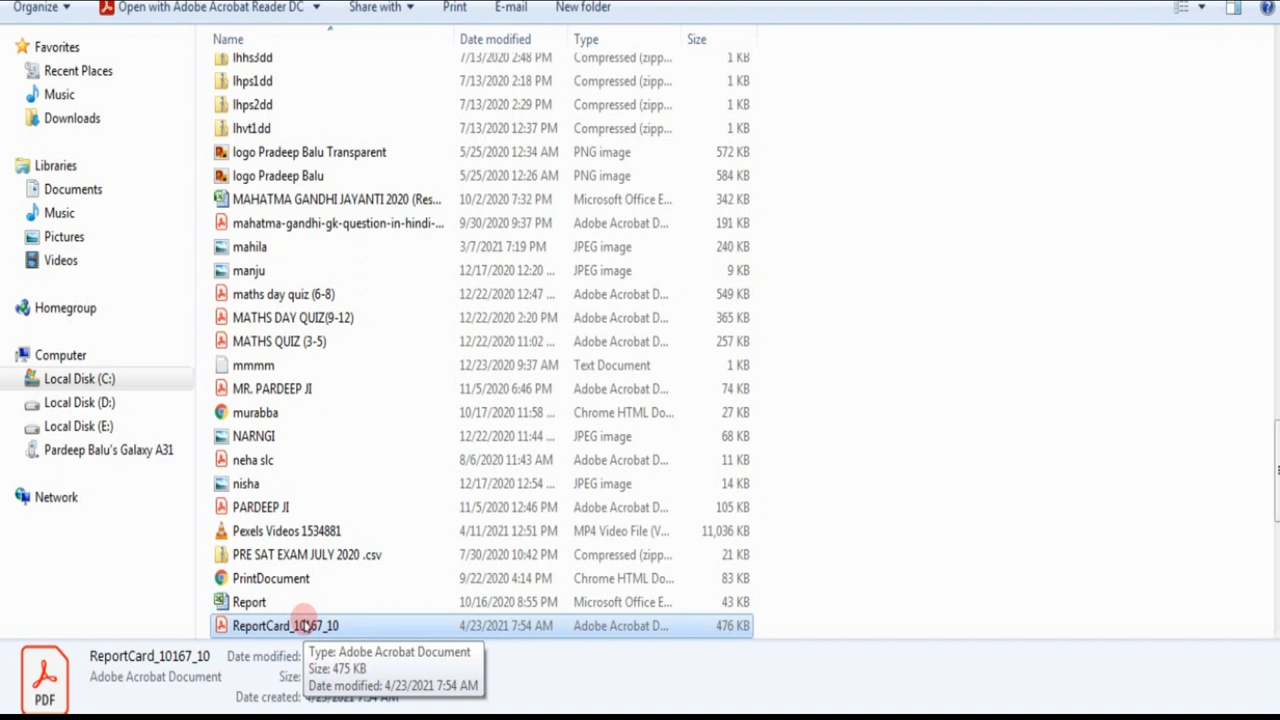 Organize Open with Adobe Acrobat Reader DC Share with Print E-mail New folder
Favorites
Recent Places
Music
Downloads
Libraries
Documents
Music
Pictures
Videos
Homegroup
Computer
Local Disk (C:)
Local Disk (D:)
Local Disk (E:)
Pardeep Balu's Galaxy A31
Network
Name Date modified Type Size
lhhs3dd 7/13/2020 2:48 PM Compressed (zipp... 1 KB
lhps1dd 7/13/2020 2:18 PM Compressed (zipp... 1 KB
lhps2dd 7/13/2020 2:29 PM Compressed (zipp... 1 KB
lhvt1dd 7/13/2020 12:37 PM Compressed (zipp... 1 KB
logo Pradeep Balu Transparent 5/25/2020 12:34 AM PNG image 572 KB
logo Pradeep Balu 5/25/2020 12:26 AM PNG image 584 KB
MAHATMA GANDHI JAYANTI 2020 (Res... 10/2/2020 7:32 PM Microsoft Office E... 342 KB
mahatma-gandhi-gk-question-in-hindi-... 9/30/2020 9:37 PM Adobe Acrobat D... 191 KB
mahila 3/7/2021 7:19 PM JPEG image 240 KB
manju 12/17/2020 12:20 ... JPEG image 9 KB
maths day quiz (6-8) 12/22/2020 12:47 ... Adobe Acrobat D... 549 KB
MATHS DAY QUIZ(9-12) 12/22/2020 2:20 PM Adobe Acrobat D... 365 KB
MATHS QUIZ (3-5) 12/22/2020 11:02 ... Adobe Acrobat D... 257 KB
mmmm 12/23/2020 9:37 AM Text Document 1 KB
MR. PARDEEP JI 11/5/2020 6:46 PM Adobe Acrobat D... 74 KB
murabba 10/17/2020 11:58 ... Chrome HTML Do... 27 KB
NARNGI 12/22/2020 11:44 ... JPEG image 68 KB
neha slc 8/6/2020 11:43 AM Adobe Acrobat D... 11 KB
nisha 12/17/2020 12:54 ... JPEG image 14 KB
PARDEEP JI 11/5/2020 12:46 PM Adobe Acrobat D... 105 KB
Pexels Videos 1534881 4/11/2021 12:51 PM MP4 Video File (V... 11,036 KB
PRE SAT EXAM JULY 2020 .csv 7/30/2020 10:42 PM Compressed (zipp... 21 KB
PrintDocument 9/22/2020 4:14 PM Chrome HTML Do... 83 KB
Report 10/16/2020 8:55 PM Microsoft Office E... 43 KB
ReportCard_10167_10 4/23/2021 7:54 AM Adobe Acrobat D... 476 KB
Type: Adobe Acrobat Document
Size: 475 KB
Date modified: 4/23/2021 7:54 AM
PDF
ReportCard_10167_10 Date modified:
Adobe Acrobat Document Size:
Date created: 4/23/2021 7:54 AM